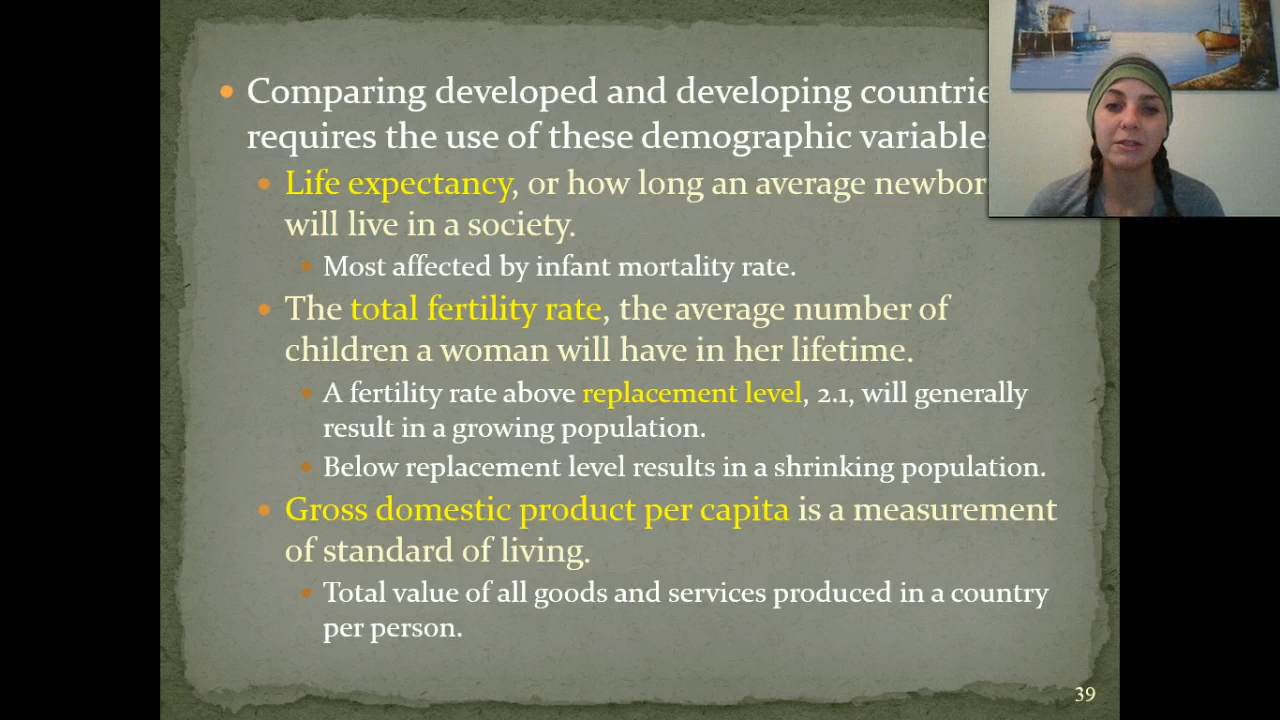 Comparing developed and developing countrie
requires the use of these demographic variable
Life expectancy, or how long an average newbor
will live in a society.
Most affected by infant mortality rate.
The total fertility rate, the average number of
children a woman will have in her lifetime.
A fertility rate above replacement level, 2.1, will generally
result in a growing population.
Below replacement level results in a shrinking population.
Gross domestic product per capita is a measurement
of standard of living.
Total value of all goods and services produced in a country
per person.
39